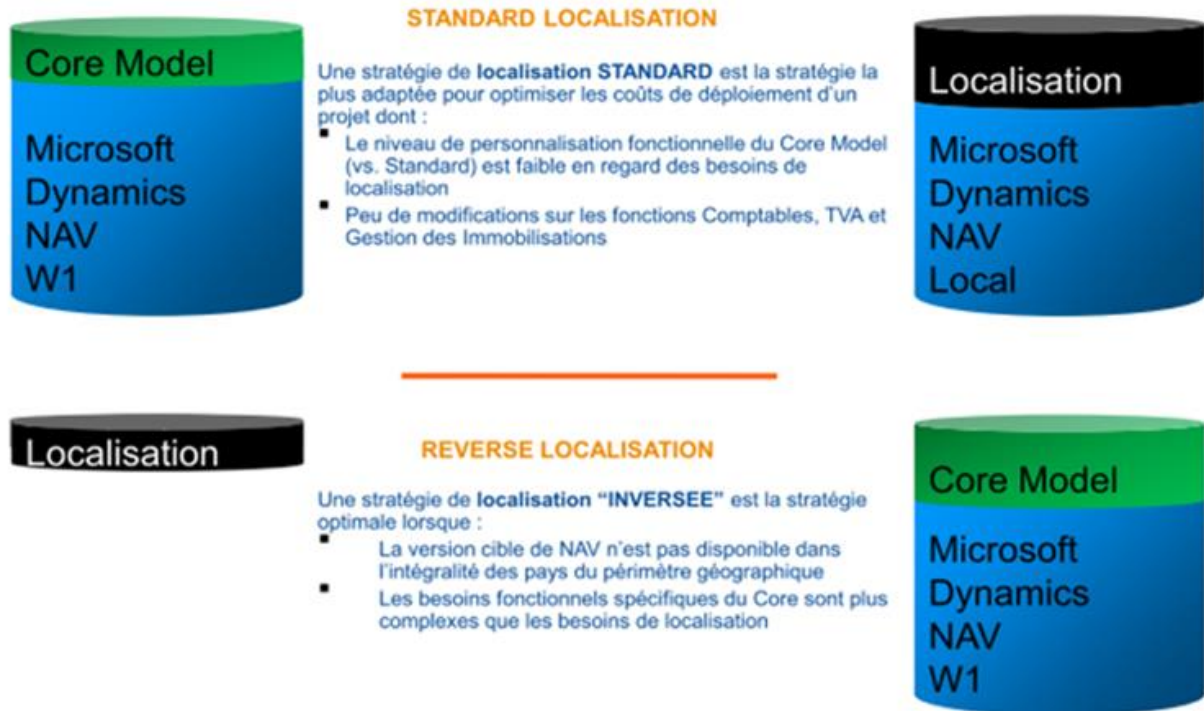 STANDARD LOCALISATION
Core Model
Microsoft
Dynamics
NAV
W1
Une stratégie de localisation STANDARD est la stratégie la
plus adaptée pour optimiser les coûts de déploiement d'un
projet dont :
▪ Le niveau de personnalisation fonctionnelle du Core Model
(vs. Standard) est faible en regard des besoins de
localisation
▪ Peu de modifications sur les fonctions Comptables, TVA et
Gestion des Immobilisations
Localisation
Microsoft
Dynamics
NAV
Local
Localisation
REVERSE LOCALISATION
Une stratégie de localisation “INVERSEE” est la stratégie
optimale lorsque :
▪ La version cible de NAV n'est pas disponible dans
l'intégralité des pays du périmètre géographique
▪ Les besoins fonctionnels spécifiques du Core sont plus
complexes que les besoins de localisation
Core Model
Microsoft
Dynamics
NAV
W1